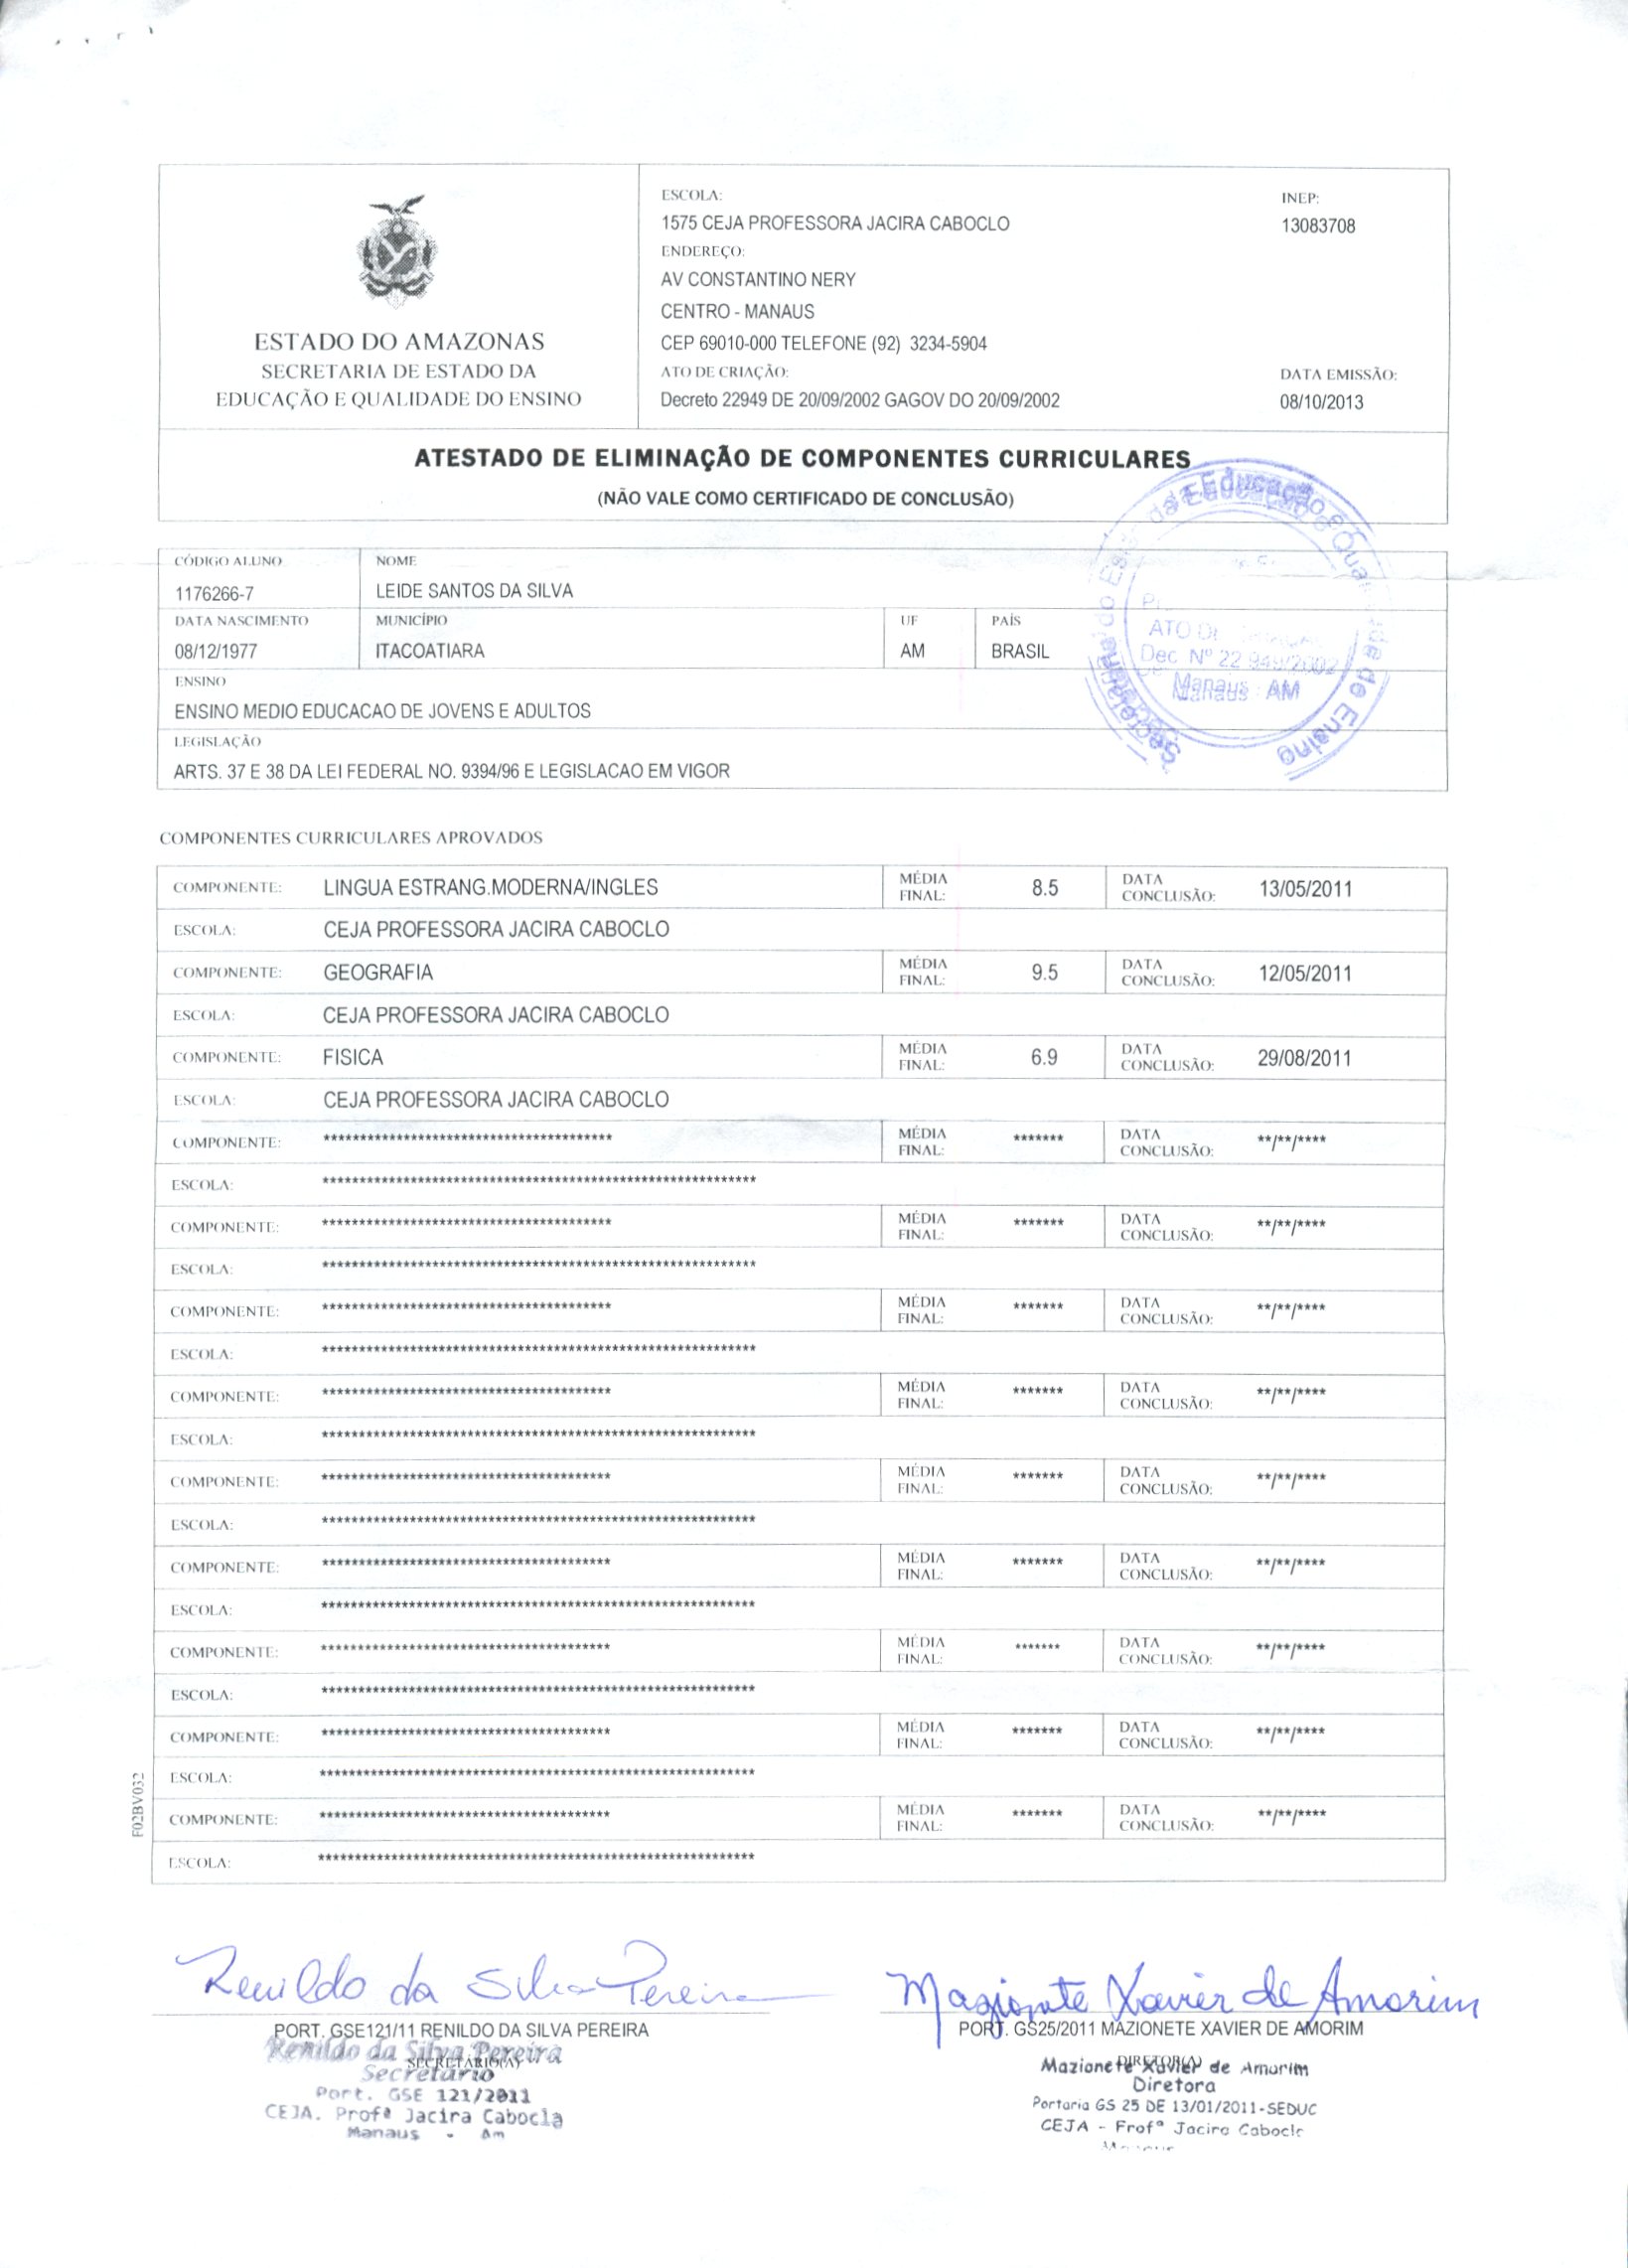 ESTADO DO AMAZONAS
SECRETARIA DE ESTADO DA
EDUCAÇÃO E QUALIDADE DO ENSINO
ESCOLA:
1575 CEJA PROFESSORA JACIRA CABOCLO
ENDEREÇO:
AV CONSTANTINO NERY
CENTRO - MANAUS
CEP 69010-000 TELEFONE (92) 3234-5904
ATO DE CRIAÇÃO:
Decreto 22949 DE 20/09/2002 GAGOV DO 20/09/2002
INEP:
13083708
DATA EMISSÃO:
08/10/2013
ATESTADO DE ELIMINAÇÃO DE COMPONENTES CURRICULARES
(NÃO VALE COMO CERTIFICADO DE CONCLUSÃO)
CÓDIGO ALUNO NOME
1176266-7 LEIDE SANTOS DA SILVA
DATA NASCIMENTO MUNICÍPIO UF PAÍS
08/12/1977 ITACOATIARA AM BRASIL
ENSINO
ENSINO MEDIO EDUCACAO DE JOVENS E ADULTOS
LEGISLAÇÃO
ARTS. 37 E 38 DA LEI FEDERAL NO. 9394/96 E LEGISLACAO EM VIGOR
de Ensino
Dec Nº 22.949/2002
Manaus - AM
COMPONENTES CURRICULARES APROVADOS
COMPONENTE: LINGUA ESTRANG.MODERNA/INGLES MÉDIA FINAL: 8.5 DATA CONCLUSÃO: 13/05/2011
ESCOLA: CEJA PROFESSORA JACIRA CABOCLO
COMPONENTE: GEOGRAFIA MÉDIA FINAL: 9.5 DATA CONCLUSÃO: 12/05/2011
ESCOLA: CEJA PROFESSORA JACIRA CABOCLO
COMPONENTE: FISICA MÉDIA FINAL: 6.9 DATA CONCLUSÃO: 29/08/2011
ESCOLA: CEJA PROFESSORA JACIRA CABOCLO
COMPONENTE: *************************************** MÉDIA FINAL: ******* DATA CONCLUSÃO: **/**/****
ESCOLA: ***********************************************************
COMPONENTE: *************************************** MÉDIA FINAL: ******* DATA CONCLUSÃO: **/**/****
ESCOLA: ***********************************************************
COMPONENTE: *************************************** MÉDIA FINAL: ******* DATA CONCLUSÃO: **/**/****
ESCOLA: ***********************************************************
COMPONENTE: *************************************** MÉDIA FINAL: ******* DATA CONCLUSÃO: **/**/****
ESCOLA: ***********************************************************
COMPONENTE: *************************************** MÉDIA FINAL: ******* DATA CONCLUSÃO: **/**/****
ESCOLA: ***********************************************************
COMPONENTE: *************************************** MÉDIA FINAL: ******* DATA CONCLUSÃO: **/**/****
ESCOLA: ***********************************************************
COMPONENTE: *************************************** MÉDIA FINAL: ******* DATA CONCLUSÃO: **/**/****
ESCOLA: ***********************************************************
COMPONENTE: *************************************** MÉDIA FINAL: ******* DATA CONCLUSÃO: **/**/****
ESCOLA: ***********************************************************
COMPONENTE: *************************************** MÉDIA FINAL: ******* DATA CONCLUSÃO: **/**/****
ESCOLA: ***********************************************************
F02BV032
Renildo da Silva Pereira
PORT. GSE121/11 RENILDO DA SILVA PEREIRA
Renildo da Silva Pereira
SECRETÁRIO(A)
Secretário
Port. GSE 121/2011
CEJA. Profª Jacira Cabocla
Manaus - Am
Mazionete Xavier de Amorim
PORT. GS25/2011 MAZIONETE XAVIER DE AMORIM
DIRETOR(A)
Mazionete Xavier de Amorim
Diretora
Portaria GS 25 DE 13/01/2011-SEDUC
CEJA - Profª Jacira Caboclo